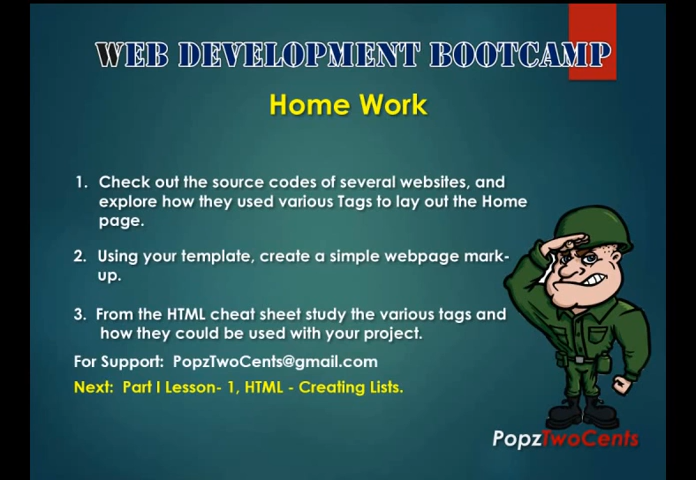 WEB DEVELOPMENT BOOTCAMP
Home Work
1. Check out the source codes of several websites, and
explore how they used various Tags to lay out the Home
page.
2. Using your template, create a simple webpage mark-
up.
3. From the HTML cheat sheet study the various tags and
how they could be used with your project.
For Support: PopzTwoCents@gmail.com
Next: Part I Lesson- 1, HTML - Creating Lists.
PopzTwoCents